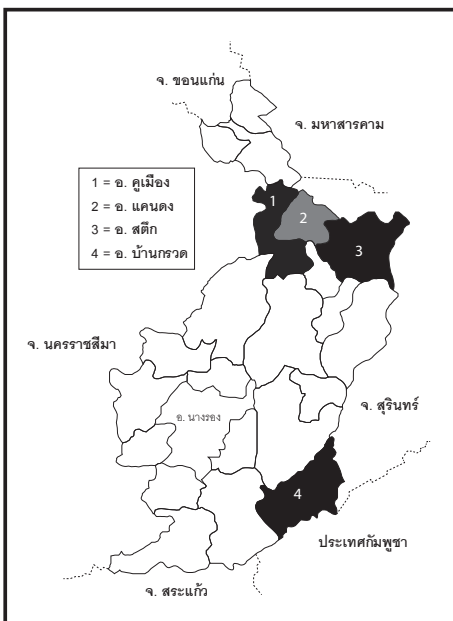 จ. ขอนแก่น
จ. มหาสารคาม
1 = อ. คูเมือง
2 = อ. แคนดง
3 = อ. สตึก
4 = อ. บ้านกรวด
1
2
3
จ. นครราชสีมา
จ. สุรินทร์
อ. นางรอง
4
ประเทศกัมพูชา
จ. สระแก้ว